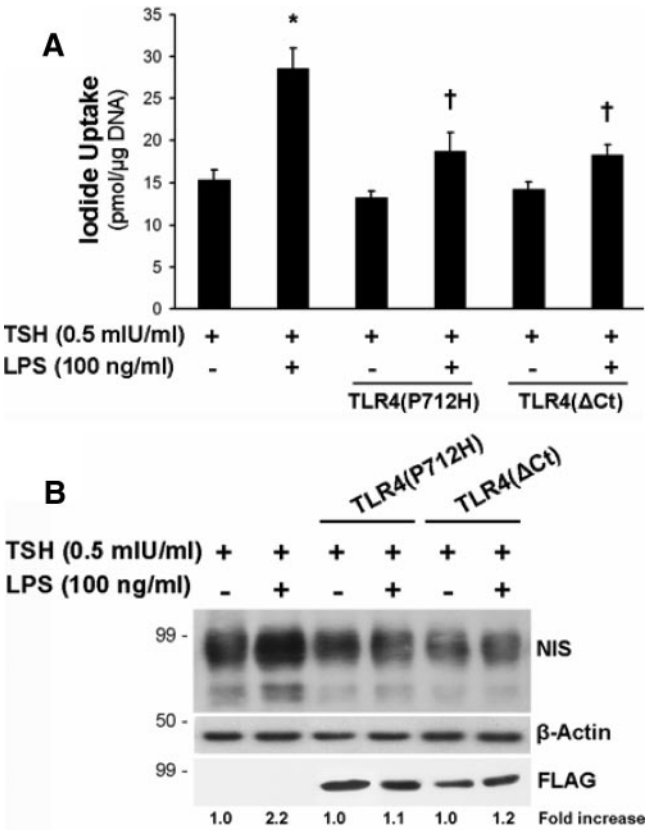 A
Iodide Uptake
(pmol/µg DNA)
35
30
25
20
15
10
5
0
*
†
†
TSH (0.5 mIU/ml) + + + + + +
LPS (100 ng/ml) - + - + - +
TLR4(P712H) TLR4(ΔCt)
B
TLR4(P712H) TLR4(ΔCt)
TSH (0.5 mIU/ml) + + + + + +
LPS (100 ng/ml) - + - + - +
99 - NIS
50 - β-Actin
99 - FLAG
1.0 2.2 1.0 1.1 1.0 1.2 Fold increase